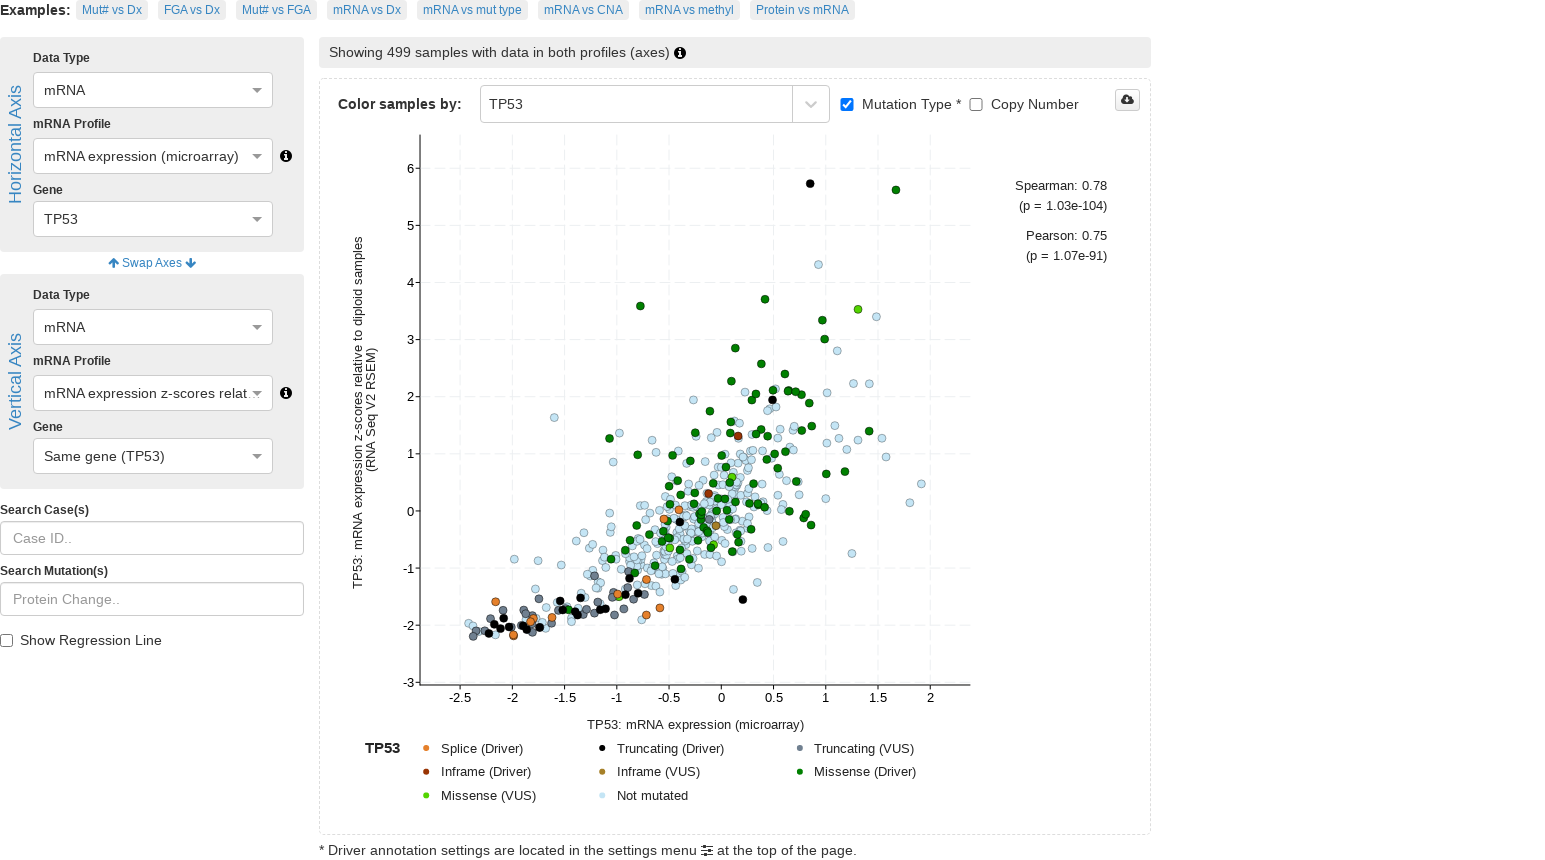 Examples: Mut# vs Dx FGA vs Dx Mut# vs FGA mRNA vs Dx mRNA vs mut type mRNA vs CNA mRNA vs methyl Protein vs mRNA
Horizontal Axis
Data Type
mRNA
mRNA Profile
mRNA expression (microarray)
Gene
TP53
Swap Axes
Vertical Axis
Data Type
mRNA
mRNA Profile
mRNA expression z-scores relat...
Gene
Same gene (TP53)
Search Case(s)
Case ID..
Search Mutation(s)
Protein Change..
Show Regression Line
Showing 499 samples with data in both profiles (axes)
Color samples by: TP53 Mutation Type * Copy Number
Spearman: 0.78
(p = 1.03e-104)
Pearson: 0.75
(p = 1.07e-91)
TP53: mRNA expression z-scores relative to diploid samples
(RNA Seq V2 RSEM)
6
5
4
3
2
1
0
-1
-2
-3
-2.5 -2 -1.5 -1 -0.5 0 0.5 1 1.5 2
TP53: mRNA expression (microarray)
TP53 Splice (Driver) Truncating (Driver) Truncating (VUS)
Inframe (Driver) Inframe (VUS) Missense (Driver)
Missense (VUS) Not mutated
* Driver annotation settings are located in the settings menu at the top of the page.